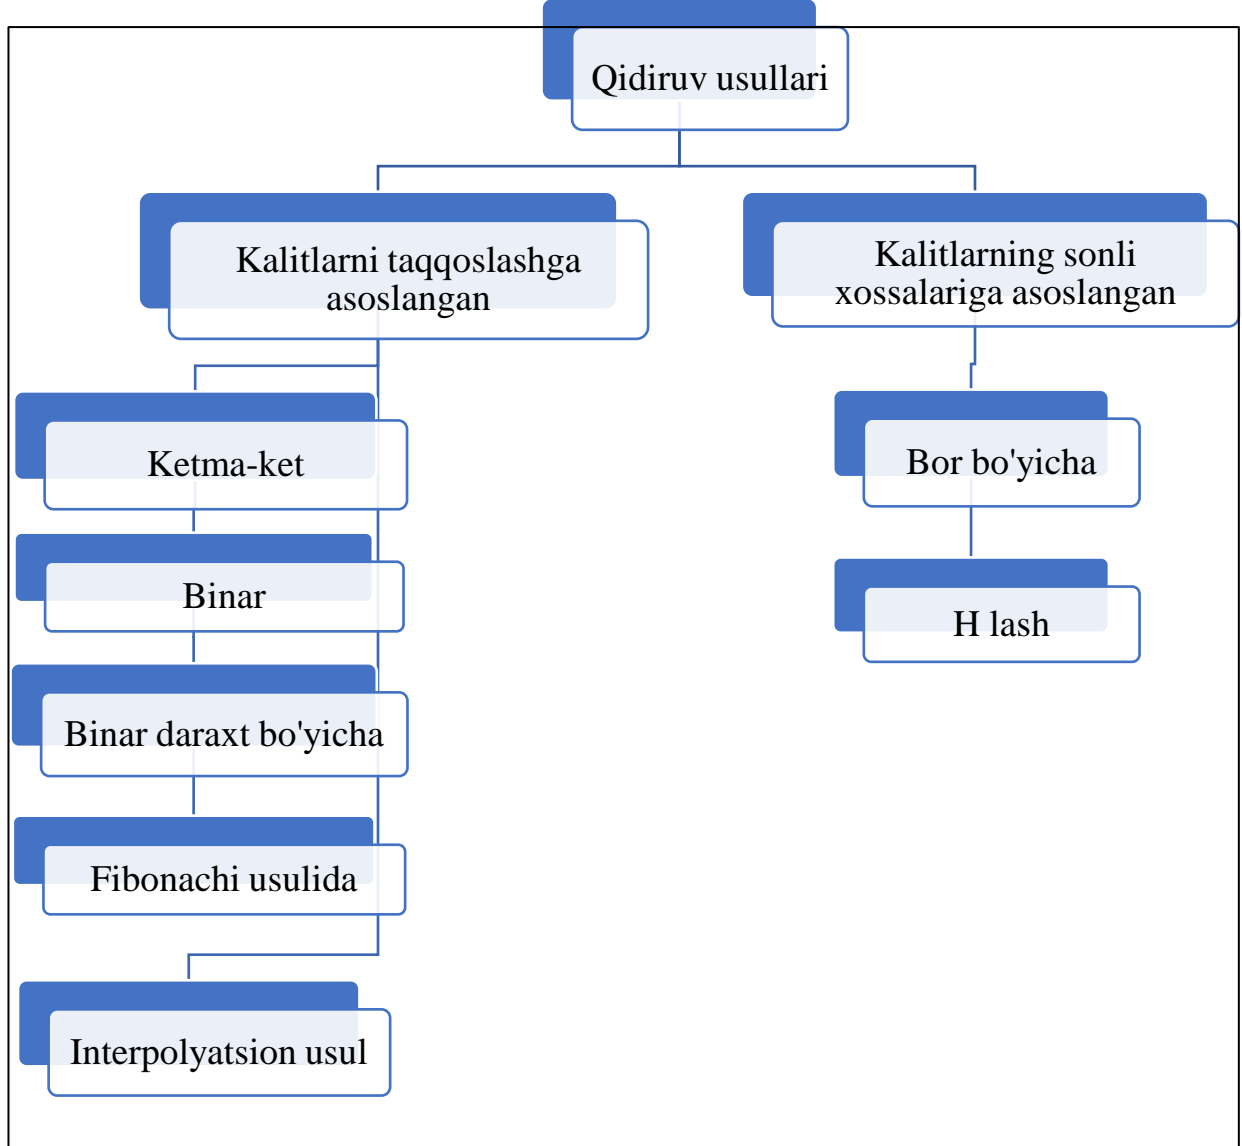 Qidiruv usullari
Kalitlarni taqqoslashga
asoslangan
Kalitlarning sonli
xossalariga asoslangan
Ketma-ket
Binar
Binar daraxt bo'yicha
Fibonachi usulida
Interpolyatsion usul
Bor bo'yicha
H lash